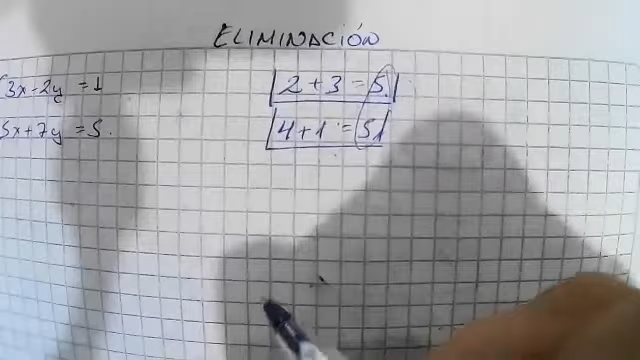 ELIMINACIÓN
3x-2y = 1
5x+7y = 5.
2 + 3 = 5
4 + 1 = 5